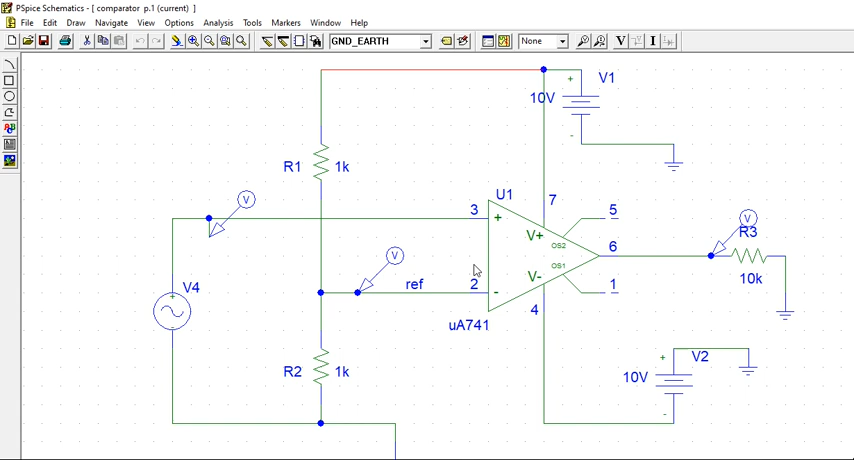 PSpice Schematics - [ comparator p.1 (current) ]
File Edit Draw Navigate View Options Analysis Tools Markers Window Help
GND_EARTH None V I
+ V1
10V
-
R1 1k
V
U1
3 7 5
+ V+ OS2
V
R3
V
6
10k
OS1
V-
2 ref - 1
4
uA741
V4
+
-
R2 1k
+ V2
10V
-